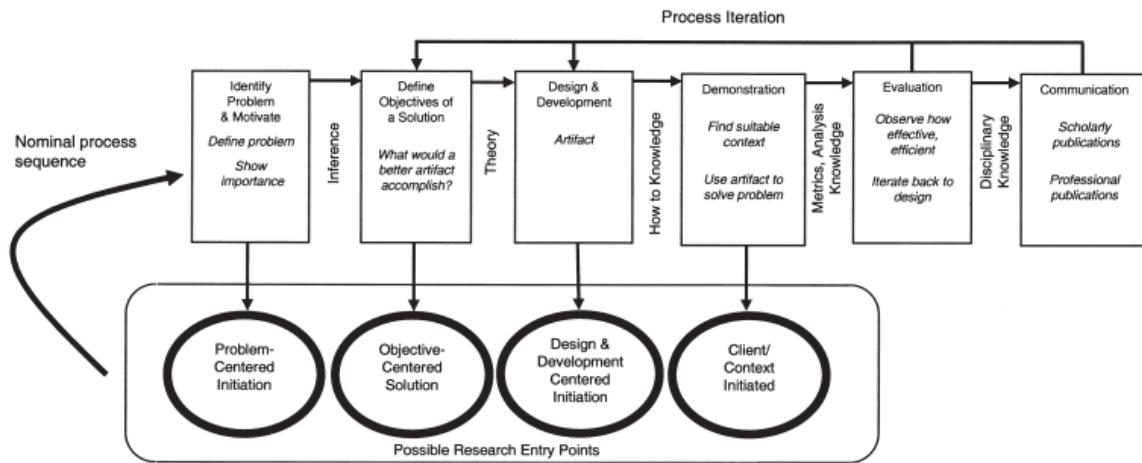 Process Iteration
Nominal process
sequence
Identify
Problem
& Motivate
Define problem
Show
importance
Inference
Define
Objectives of
a Solution
What would a
better artifact
accomplish?
Theory
Design &
Development
Artifact
How to Knowledge
Demonstration
Find suitable
context
Use artifact to
solve problem
Metrics, Analysis
Knowledge
Evaluation
Observe how
effective,
efficient
Iterate back to
design
Disciplinary
Knowledge
Communication
Scholarly
publications
Professional
publications
Problem-
Centered
Initiation
Objective-
Centered
Solution
Design &
Development
Centered
Initiation
Client/
Context
Initiated
Possible Research Entry Points